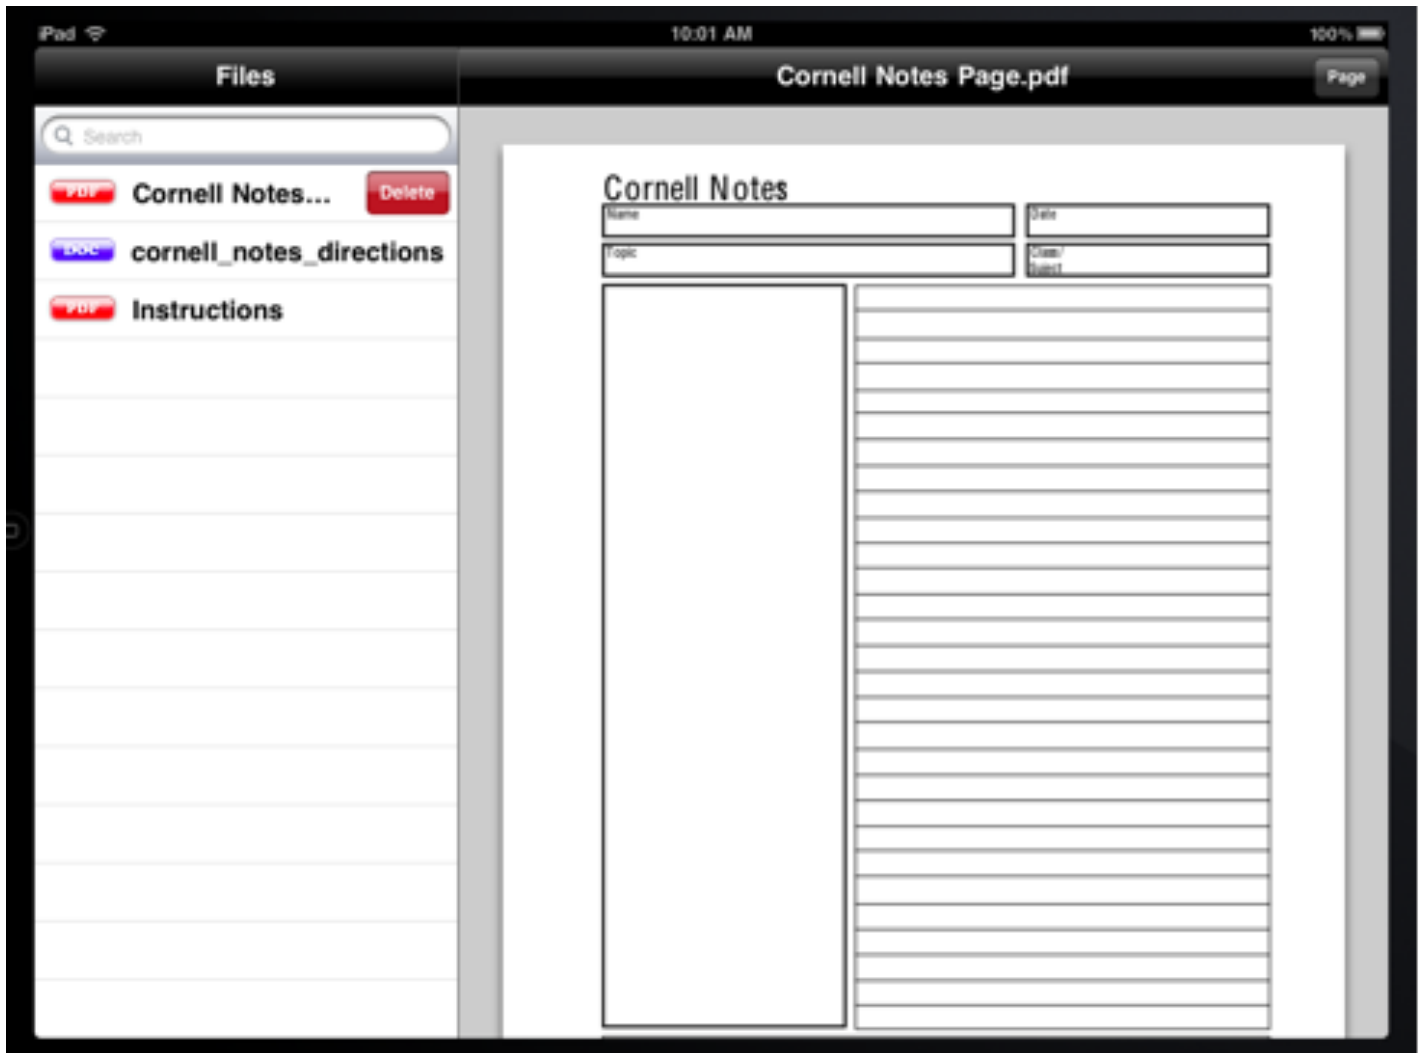 iPad 10:01 AM 100%
Files
Cornell Notes Page.pdf
Page
Search
PDF Cornell Notes... Delete
DOC cornell_notes_directions
PDF Instructions
Cornell Notes
Name
Date
Topic
Class/